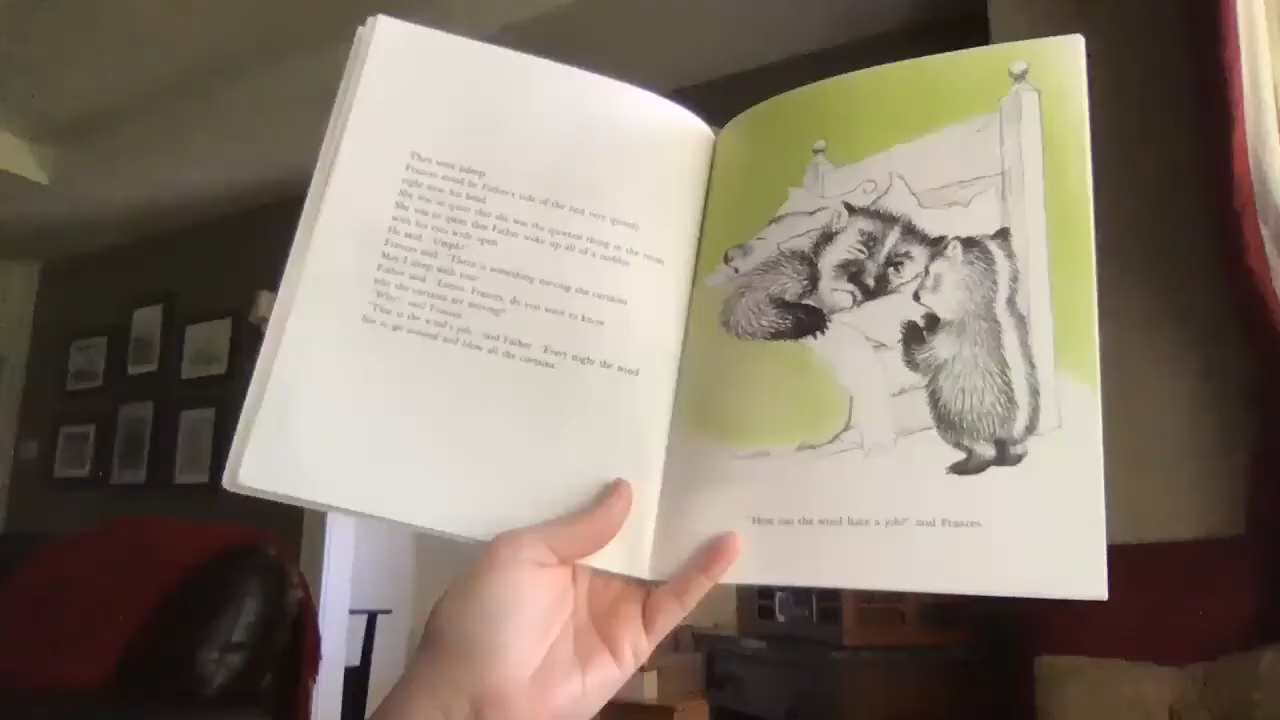 They were asleep.
Frances stood by Father's side of the bed very quietly,
right near his head.
She was so quiet that she was the quietest thing in the room.
She was so quiet that Father woke up all of a sudden
with his eyes wide open.
He said, "Umph!"
Frances said, "There is something moving the curtains.
May I sleep with you?"
Father said, "Listen, Frances, do you want to know
why the curtains are moving?"
"Why?" said Frances.
"That is the wind's job," said Father. "Every night the wind
has to go around and blow all the curtains."
"How can the wind have a job?" said Frances.